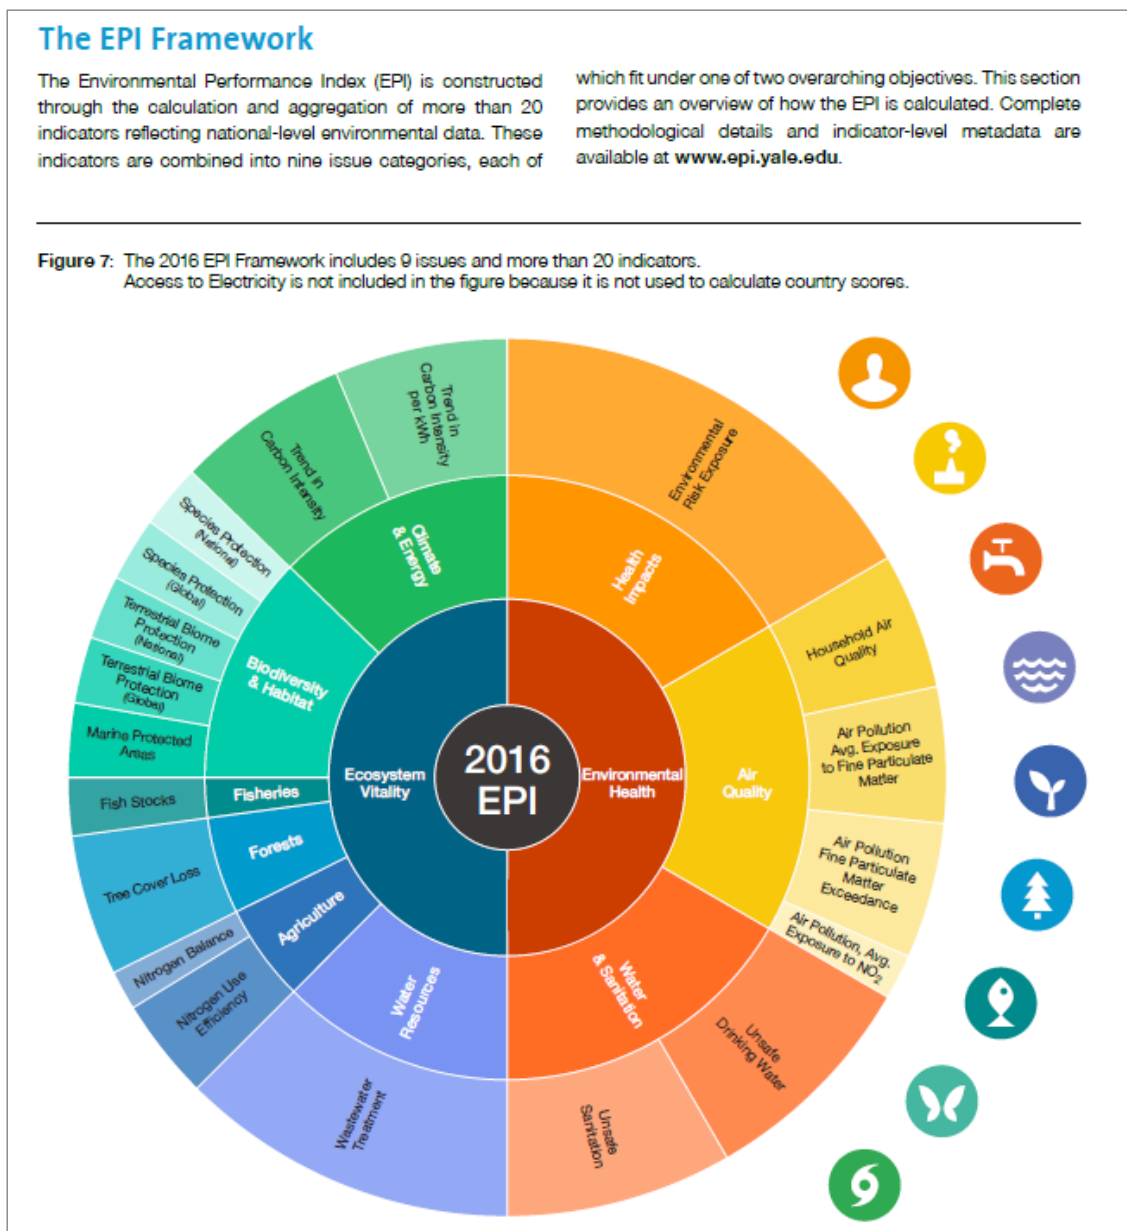 The EPI Framework
The Environmental Performance Index (EPI) is constructed
through the calculation and aggregation of more than 20
indicators reflecting national-level environmental data. These
indicators are combined into nine issue categories, each of
which fit under one of two overarching objectives. This section
provides an overview of how the EPI is calculated. Complete
methodological details and indicator-level metadata are
available at www.epi.yale.edu.
Figure 7: The 2016 EPI Framework includes 9 issues and more than 20 indicators.
Access to Electricity is not included in the figure because it is not used to calculate country scores.
2016
EPI
Environmental
Health
Ecosystem
Vitality
Health
Impacts
Environmental
Risk Exposure
Air
Quality
Household Air
Quality
Air Pollution
Avg. Exposure
to Fine Particulate
Matter
Air Pollution
Fine Particulate
Matter
Exceedance
Air Pollution, Avg.
Exposure to NO2
Water
& Sanitation
Unsafe
Drinking Water
Unsafe
Sanitation
Water
Resources
Wastewater
Treatment
Agriculture
Nitrogen Use
Efficiency
Nitrogen Balance
Forests
Tree Cover Loss
Fisheries
Fish Stocks
Biodiversity
& Habitat
Marine Protected
Areas
Terrestrial Biome
Protection
(Global)
Terrestrial Biome
Protection
(National)
Species Protection
(Global)
Species Protection
(National)
Climate
& Energy
Trend in
Carbon Intensity
Trend in
Carbon Intensity
per kWh